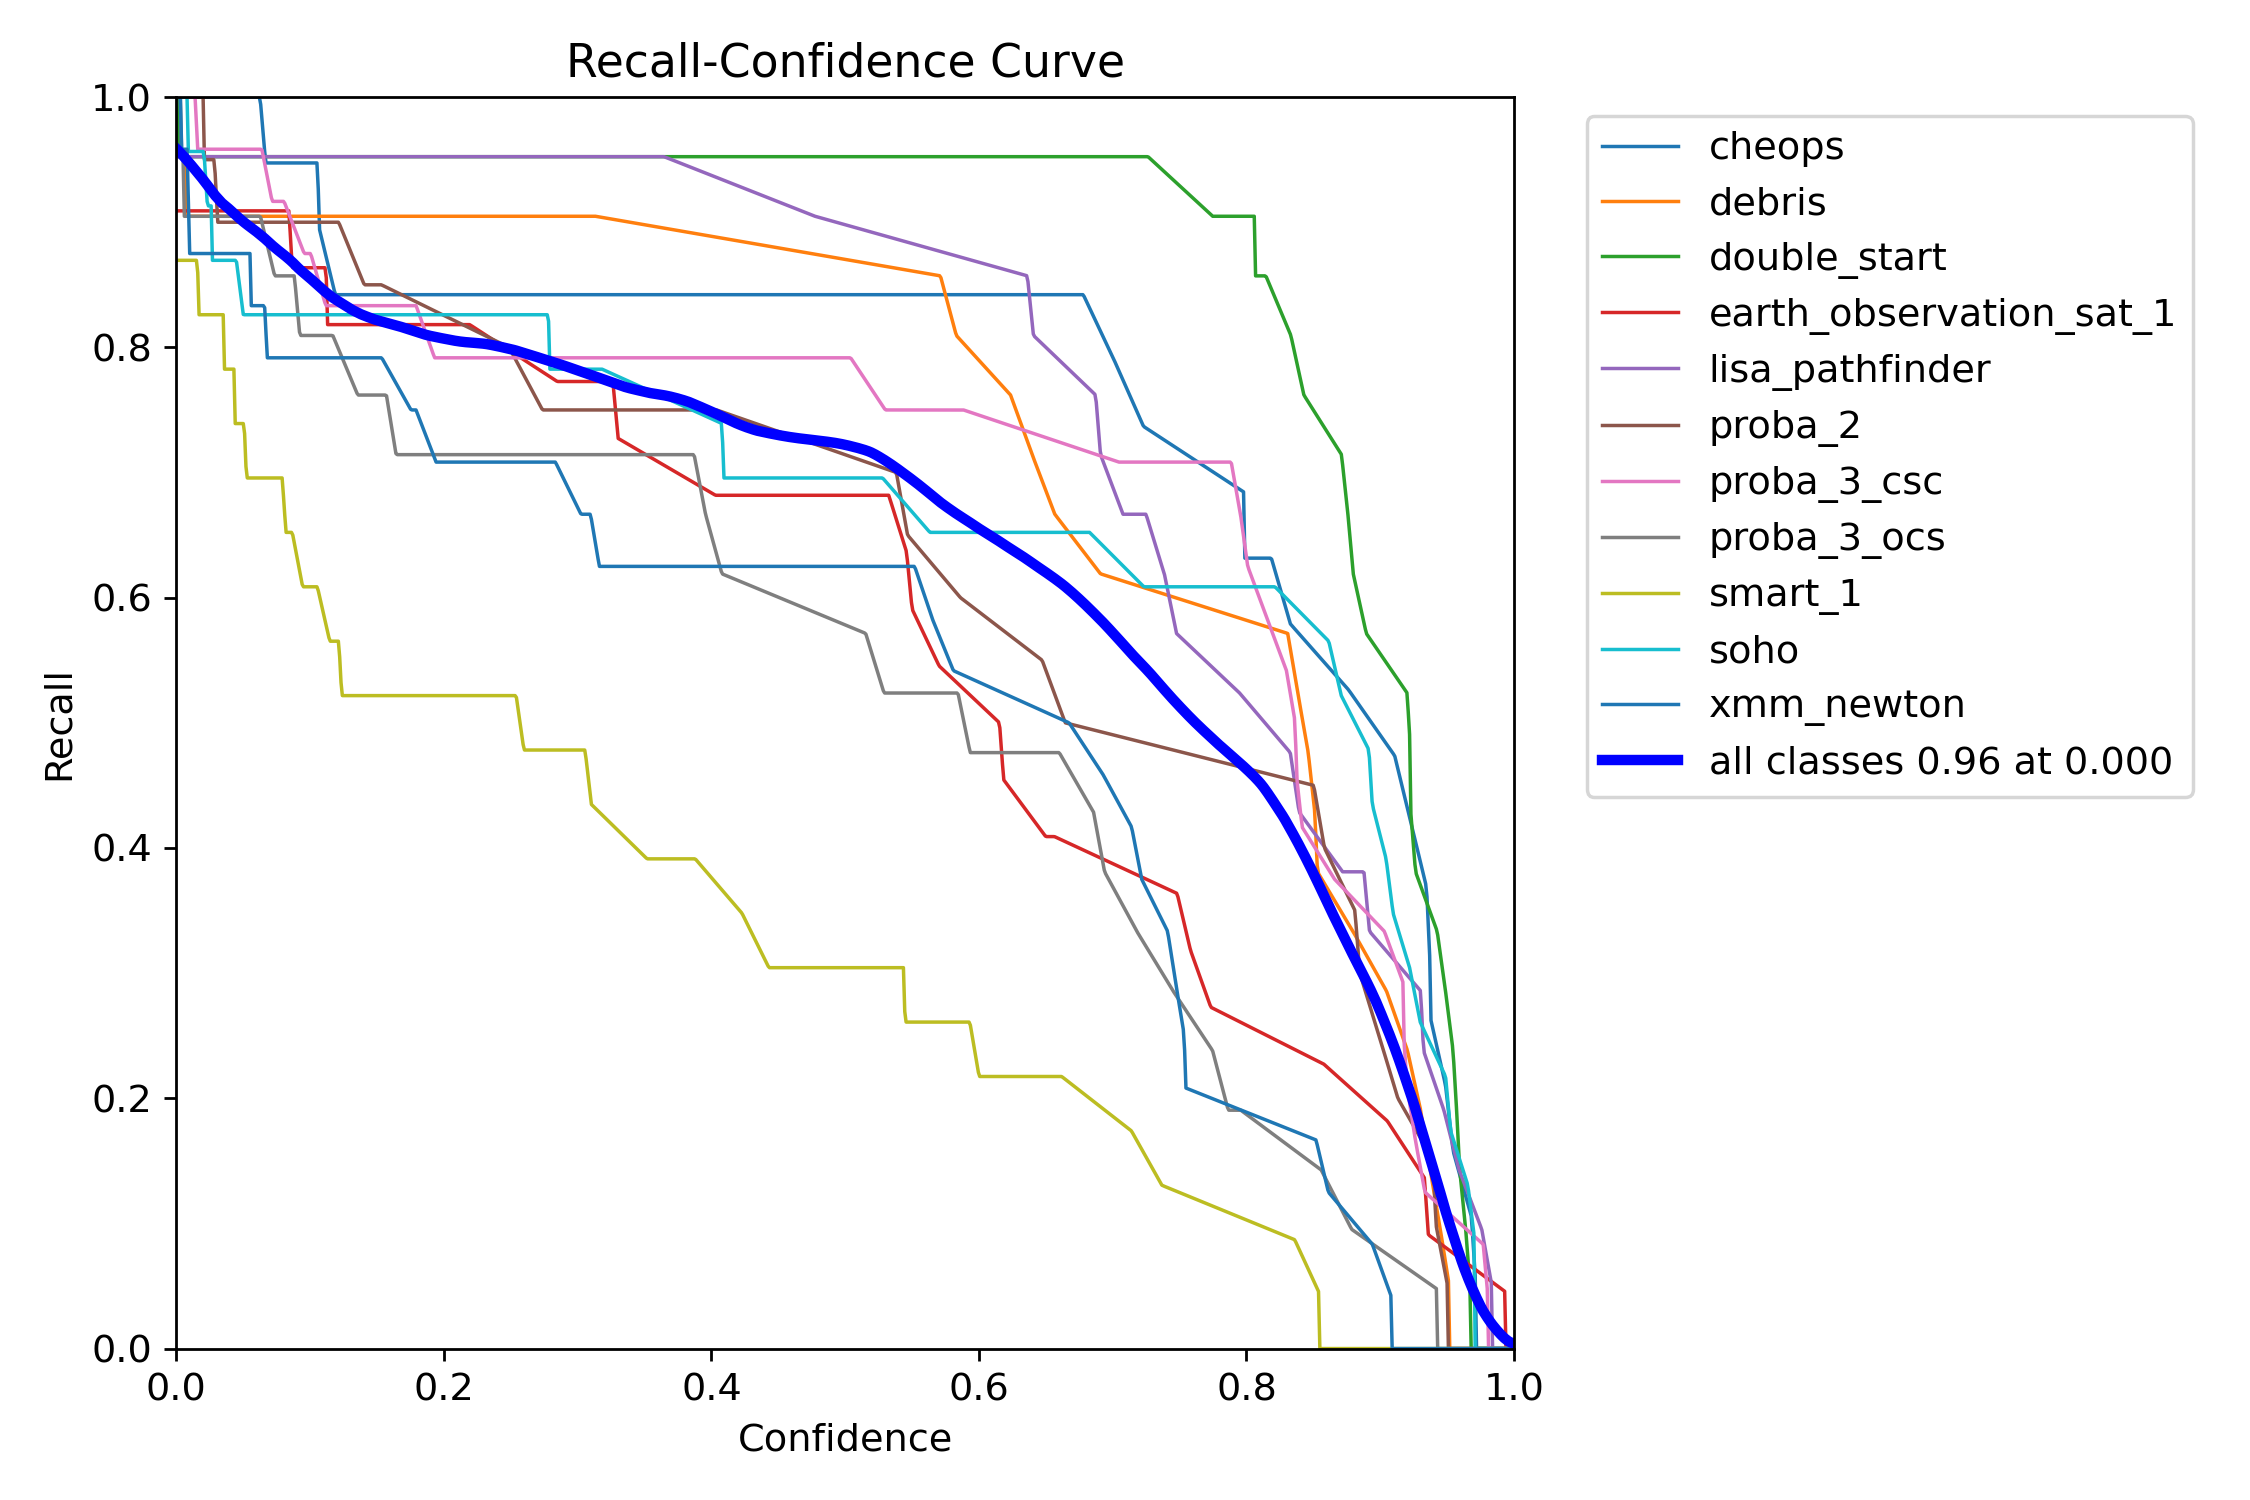 Recall-Confidence Curve
1.0
0.8
0.6
0.4
0.2
0.0
Recall
0.0 0.2 0.4 0.6 0.8 1.0
Confidence
cheops
debris
double_start
earth_observation_sat_1
lisa_pathfinder
proba_2
proba_3_csc
proba_3_ocs
smart_1
soho
xmm_newton
all classes 0.96 at 0.000